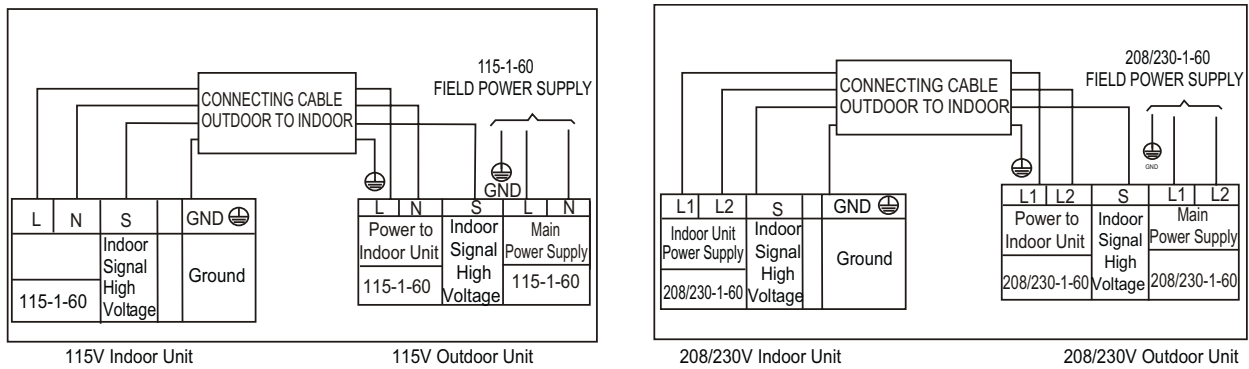 115-1-60
FIELD POWER SUPPLY
CONNECTING CABLE
OUTDOOR TO INDOOR
GND
L N S GND
Indoor
Signal
High
Voltage
Ground
115-1-60
L N S L N
Power to
Indoor Unit
Indoor
Signal
High
Voltage
Main
Power Supply
115-1-60
115-1-60
115V Indoor Unit
115V Outdoor Unit
208/230-1-60
FIELD POWER SUPPLY
CONNECTING CABLE
OUTDOOR TO INDOOR
GND
L1 L2 S GND
Indoor Unit
Power Supply
Indoor
Signal
High
Voltage
Ground
208/230-1-60
L1 L2 S L1 L2
Power to
Indoor Unit
Indoor
Signal
High
Voltage
Main
Power Supply
208/230-1-60
208/230-1-60
208/230V Indoor Unit
208/230V Outdoor Unit